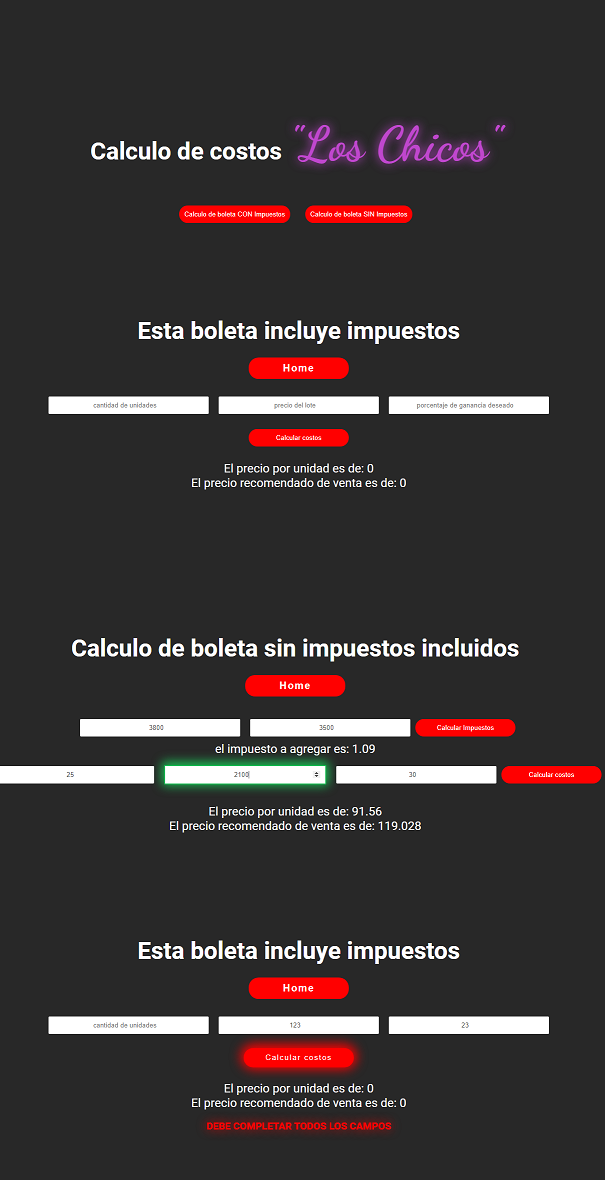 Calculo de costos "Los Chicos"
Calculo de boleta CON Impuestos Calculo de boleta SIN Impuestos
Esta boleta incluye impuestos
Home
cantidad de unidades precio del lote porcentaje de ganancia deseado
Calcular costos
El precio por unidad es de: 0
El precio recomendado de venta es de: 0
Calculo de boleta sin impuestos incluidos
Home
3800 3500 Calcular Impuestos
el impuesto a agregar es: 1.09
25 2100 30 Calcular costos
El precio por unidad es de: 91.56
El precio recomendado de venta es de: 119.028
Esta boleta incluye impuestos
Home
cantidad de unidades 123 23
Calcular costos
El precio por unidad es de: 0
El precio recomendado de venta es de: 0
DEBE COMPLETAR TODOS LOS CAMPOS